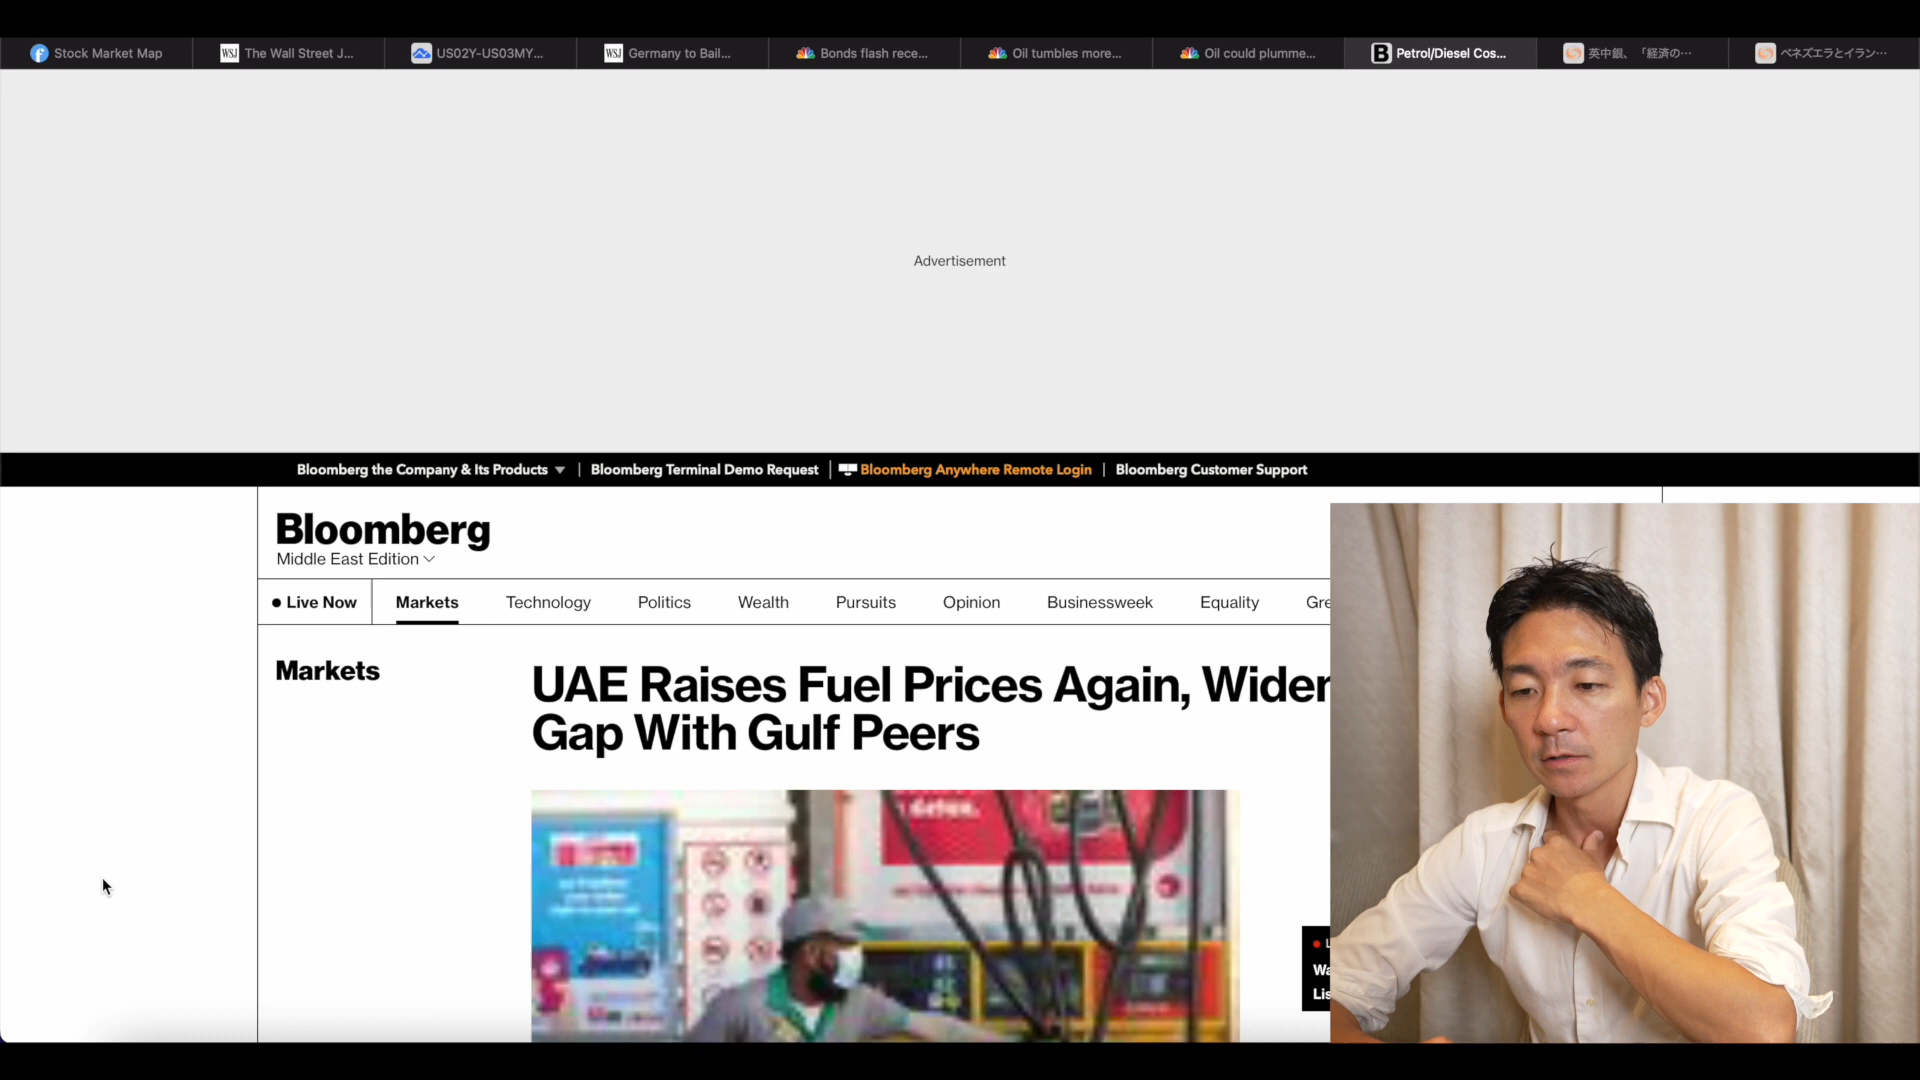 Stock Market Map
WSJ The Wall Street J...
US02Y-US03MY...
WSJ Germany to Bail...
Bonds flash rece...
Oil tumbles more...
Oil could plumme...
B Petrol/Diesel Cos...
英中銀、「経済の…
ベネズエラとイラン…
Advertisement
Bloomberg the Company & Its Products
Bloomberg Terminal Demo Request
Bloomberg Anywhere Remote Login
Bloomberg Customer Support
Bloomberg
Middle East Edition
Live Now
Markets
Technology
Politics
Wealth
Pursuits
Opinion
Businessweek
Equality
Gre
Markets
UAE Raises Fuel Prices Again, Widen
Gap With Gulf Peers